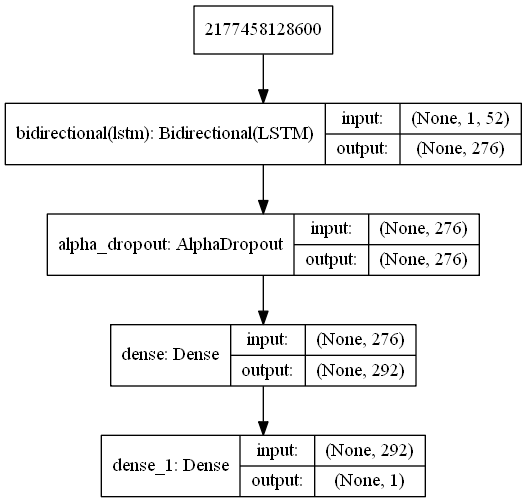 2177458128600
bidirectional(lstm): Bidirectional(LSTM)
input: (None, 1, 52)
output: (None, 276)
alpha_dropout: AlphaDropout
input: (None, 276)
output: (None, 276)
dense: Dense
input: (None, 276)
output: (None, 292)
dense_1: Dense
input: (None, 292)
output: (None, 1)